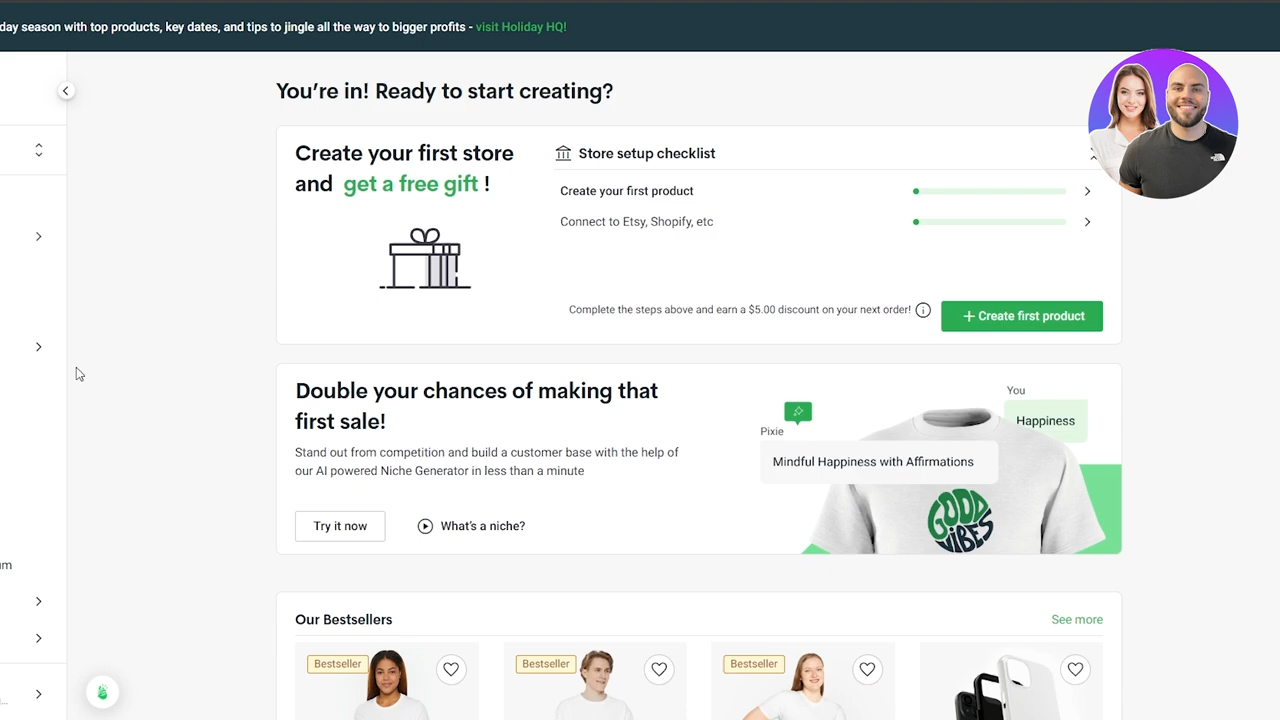 day season with top products, key dates, and tips to jingle all the way to bigger profits - visit Holiday HQ!
You're in! Ready to start creating?
Create your first store
and get a free gift !
Store setup checklist
Create your first product
Connect to Etsy, Shopify, etc
Complete the steps above and earn a $5.00 discount on your next order!
+ Create first product
Double your chances of making that
first sale!
Stand out from competition and build a customer base with the help of
our AI powered Niche Generator in less than a minute
Try it now
What's a niche?
You
Happiness
Pixie
Mindful Happiness with Affirmations
GOOD
VIBES
um
Our Bestsellers
See more
Bestseller
Bestseller
Bestseller